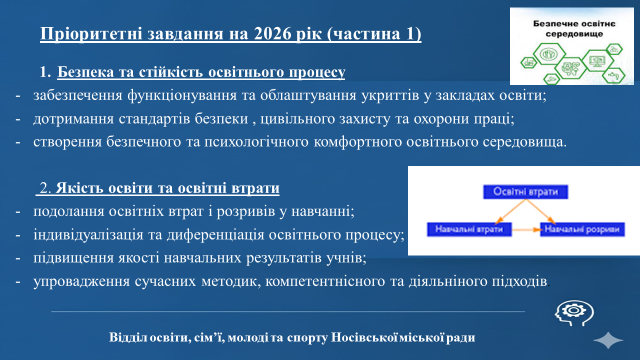 Пріоритетні завдання на 2026 рік (частина 1)
Безпечне освітнє
середовище
1. Безпека та стійкість освітнього процесу
- забезпечення функціонування та облаштування укриттів у закладах освіти;
- дотримання стандартів безпеки , цивільного захисту та охорони праці;
- створення безпечного та психологічного комфортного освітнього середовища.
2. Якість освіти та освітні втрати
- подолання освітніх втрат і розривів у навчанні;
- індивідуалізація та диференціація освітнього процесу;
- підвищення якості навчальних результатів учнів;
- упровадження сучасних методик, компетентнісного та діяльніного підходів.
Освітні втрати
Навчальні втрати
Навчальні розриви
Відділ освіти, сім’ї, молоді та спорту Носівської міської ради